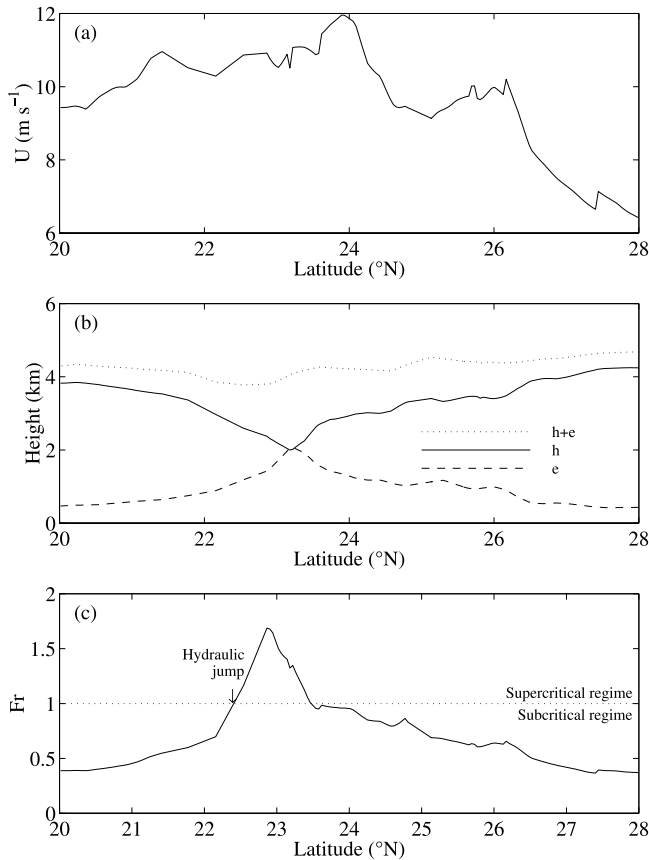 (a)
12
10
8
6
U (m s⁻¹)
20 22 24 26 28
Latitude (°N)
(b)
6
4
2
0
Height (km)
h+e
h
e
20 22 24 26 28
Latitude (°N)
(c)
2
1.5
1
0.5
0
Fr
Hydraulic
jump
Supercritical regime
Subcritical regime
20 21 22 23 24 25 26 27 28
Latitude (°N)